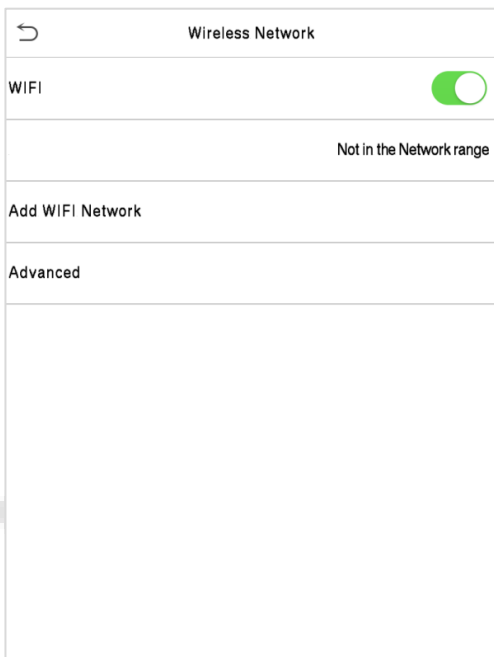 Wireless Network
WIFI
Not in the Network range
Add WIFI Network
Advanced